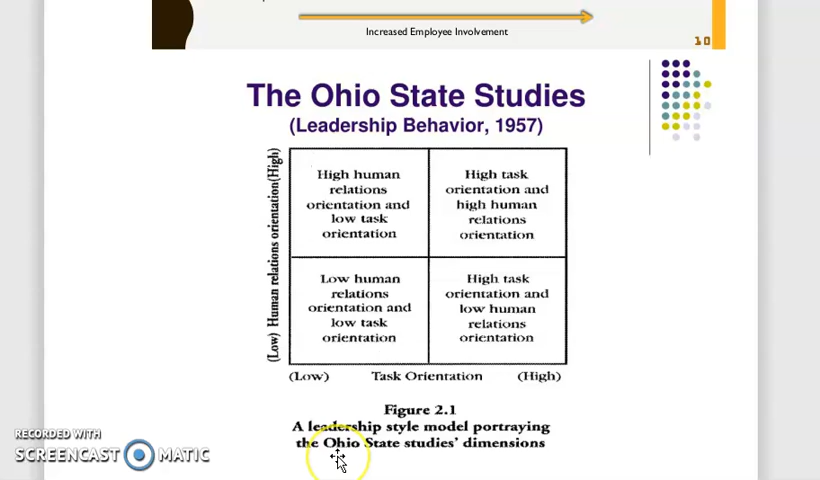 Increased Employee Involvement
10
The Ohio State Studies
(Leadership Behavior, 1957)
(Low) Human relations orientation(High)
High human
relations
orientation and
low task
orientation
High task
orientation and
high human
relations
orientation
Low human
relations
orientation and
low task
orientation
High task
orientation and
low human
relations
orientation
(Low) Task Orientation (High)
Figure 2.1
A leadership style model portraying
the Ohio State studies' dimensions
RECORDED WITH
SCREENCAST MATIC